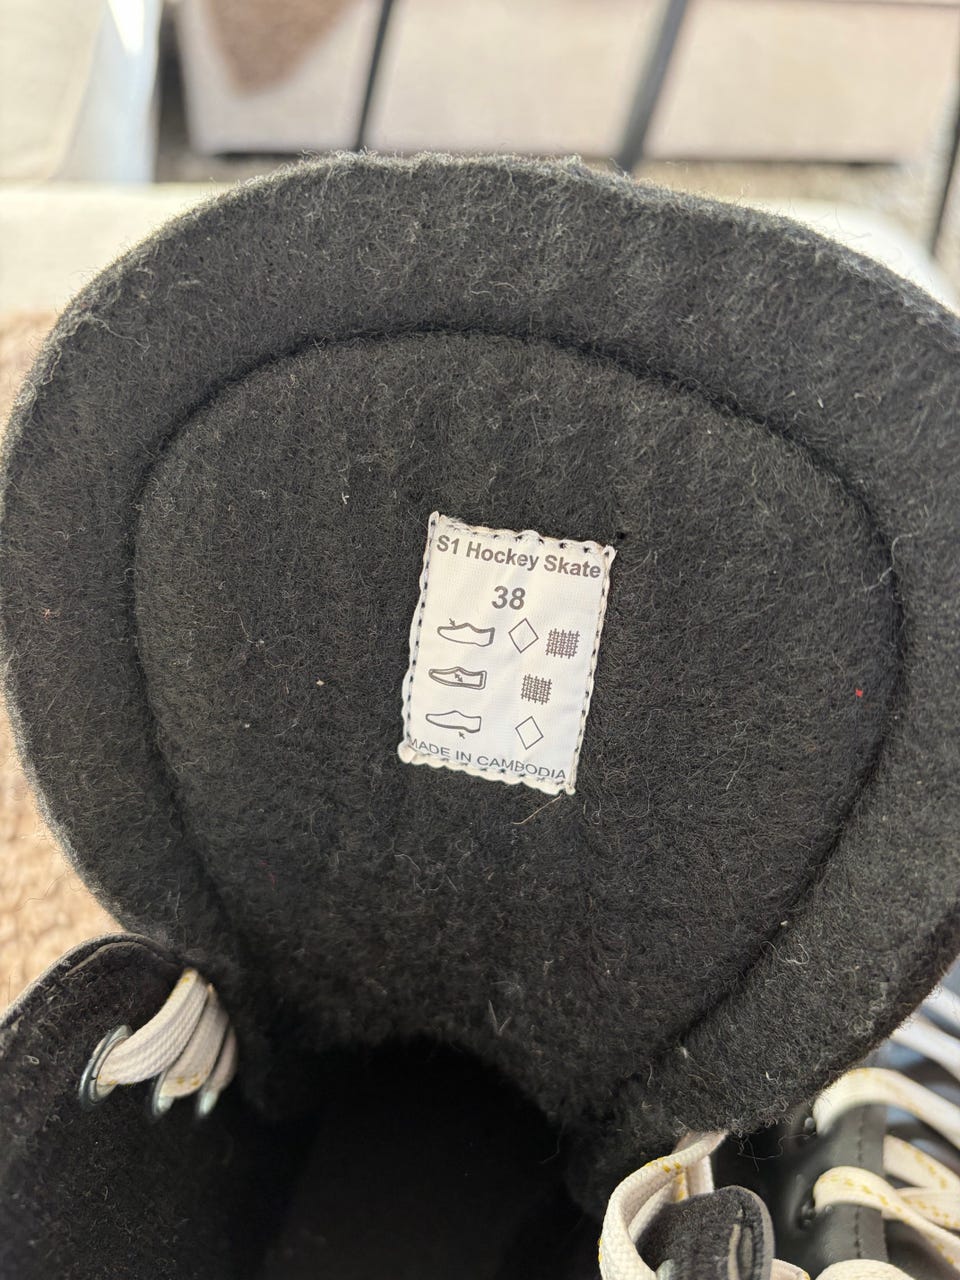 S1 Hockey Skate
38
MADE IN CAMBODIA